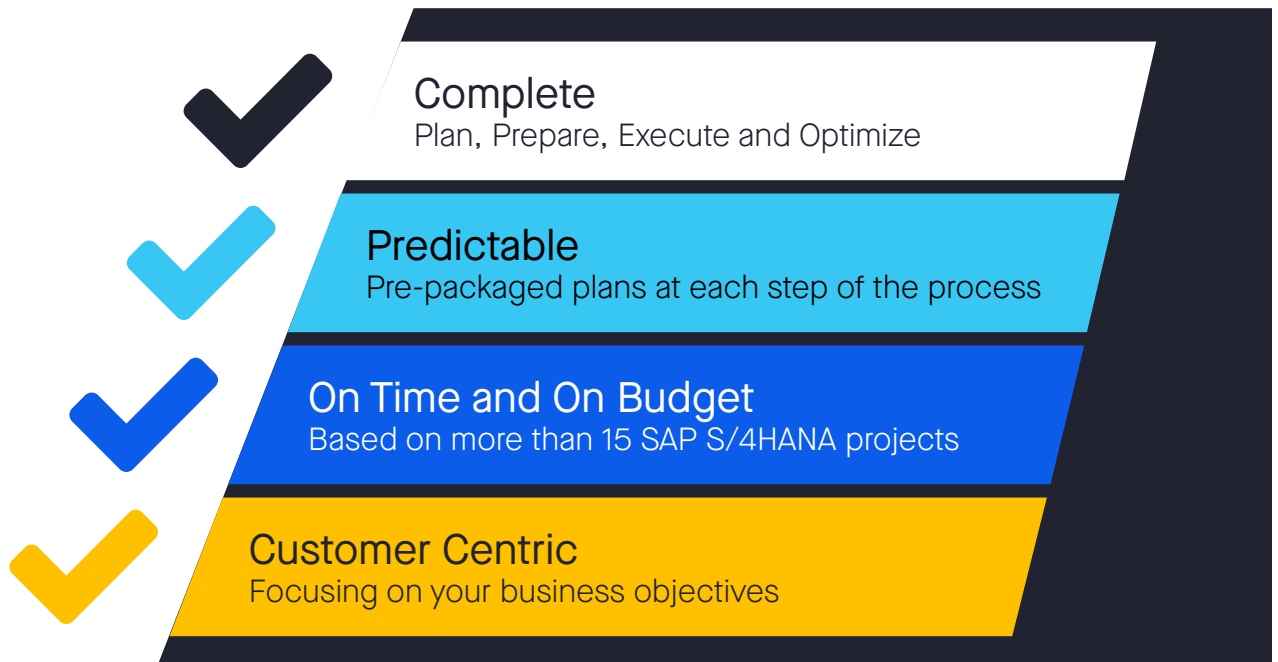 Complete
Plan, Prepare, Execute and Optimize
Predictable
Pre-packaged plans at each step of the process
On Time and On Budget
Based on more than 15 SAP S/4HANA projects
Customer Centric
Focusing on your business objectives